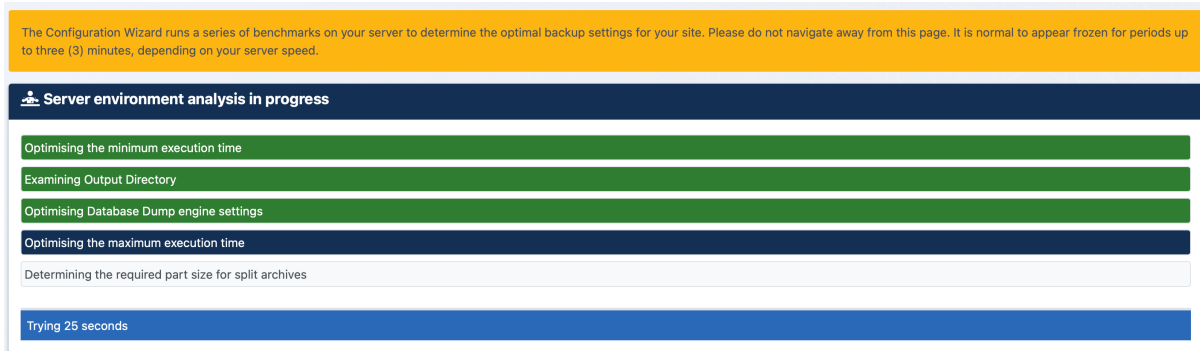 The Configuration Wizard runs a series of benchmarks on your server to determine the optimal backup settings for your site. Please do not navigate away from this page. It is normal to appear frozen for periods up
to three (3) minutes, depending on your server speed.
Server environment analysis in progress
Optimising the minimum execution time
Examining Output Directory
Optimising Database Dump engine settings
Optimising the maximum execution time
Determining the required part size for split archives
Trying 25 seconds